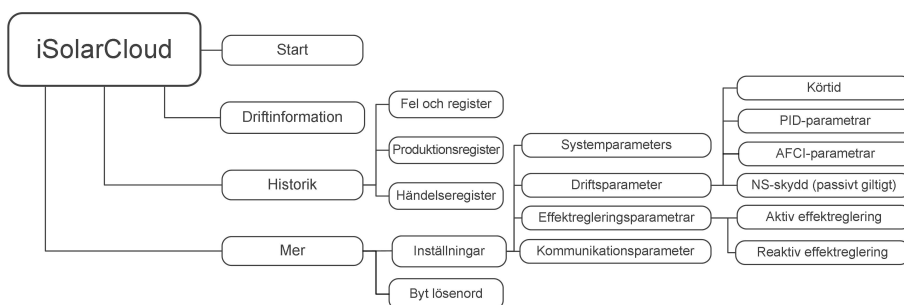 iSolarCloud
Start
Driftinformation
Historik
Fel och register
Produktionsregister
Händelseregister
Mer
Inställningar
Systemparameters
Driftsparameter
Körtid
PID-parametrar
AFCI-parametrar
NS-skydd (passivt giltigt)
Effektregleringsparametrar
Aktiv effektreglering
Reaktiv effektreglering
Kommunikationsparameter
Byt lösenord